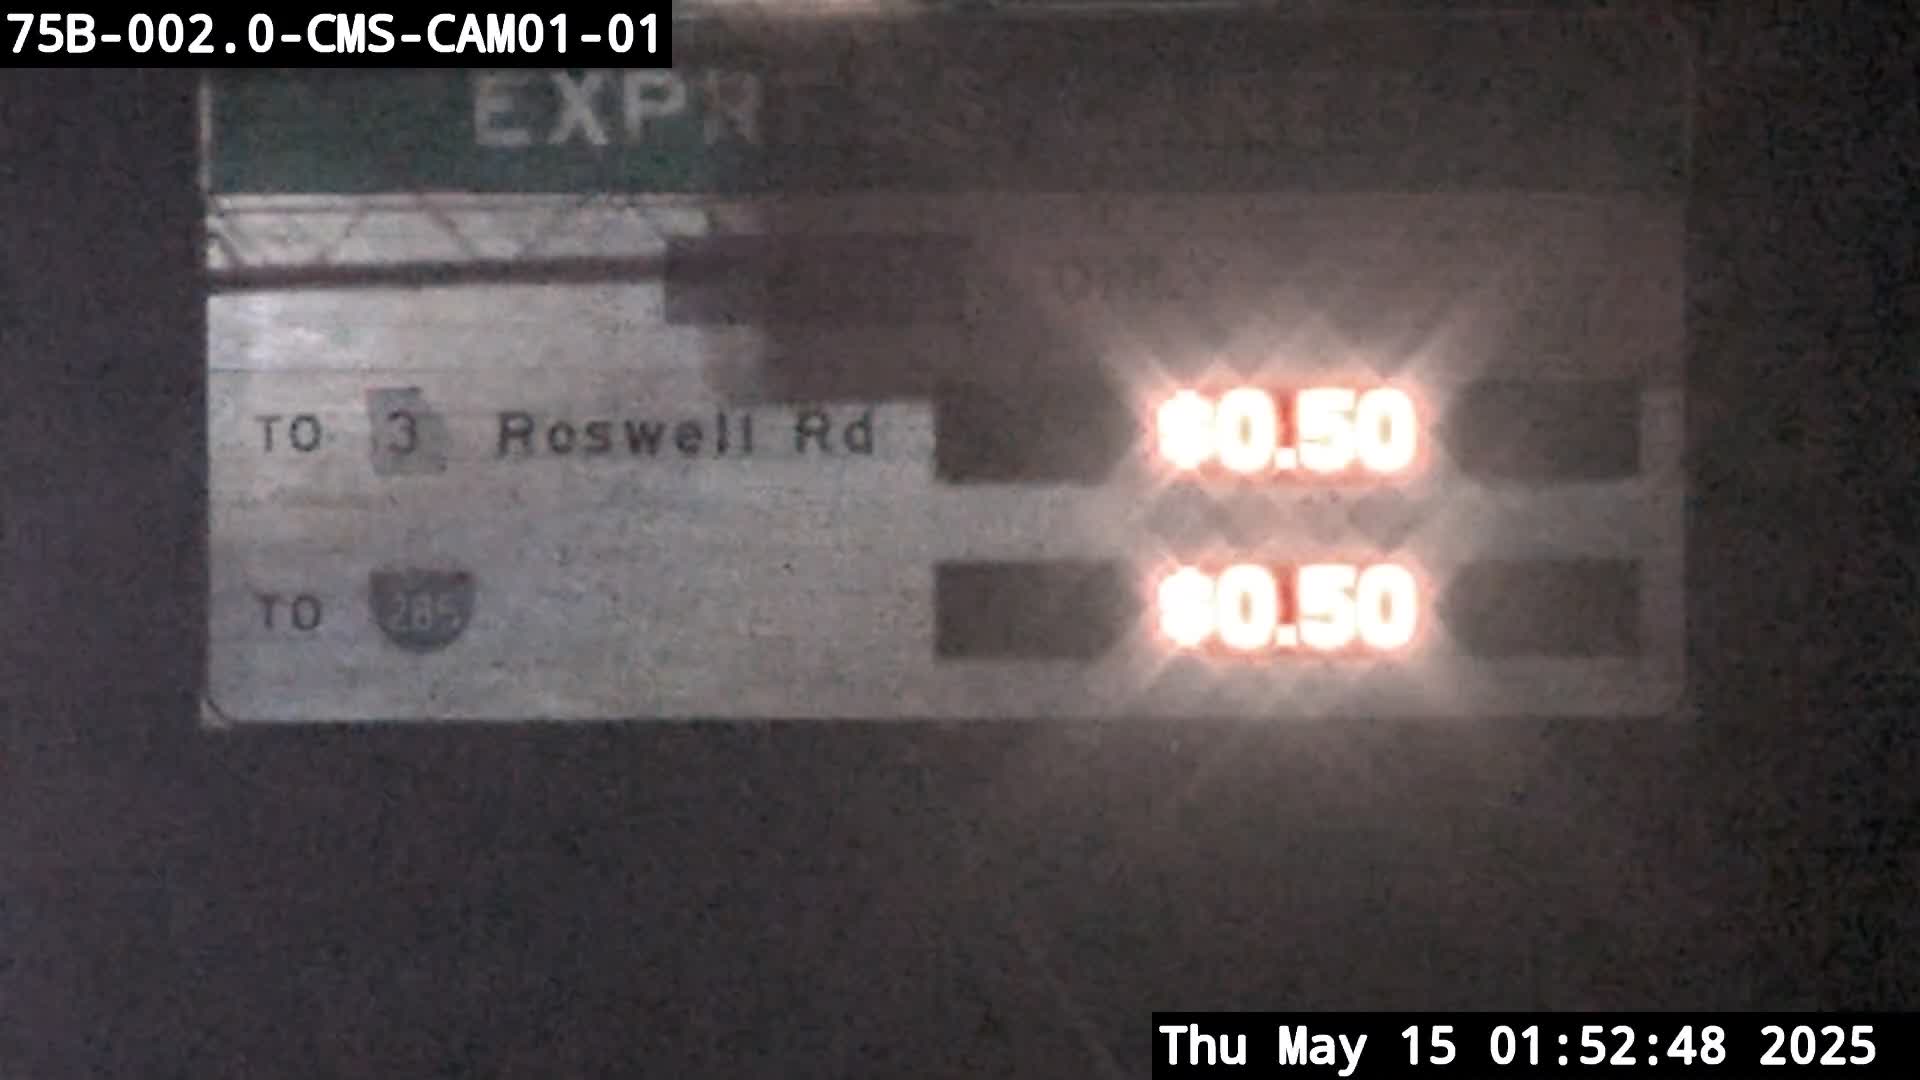 75B-002.0-CMS-CAM01-01
EXPR
TO 3 Roswell Rd $0.50
TO 285 $0.50
Thu May 15 01:52:48 2025